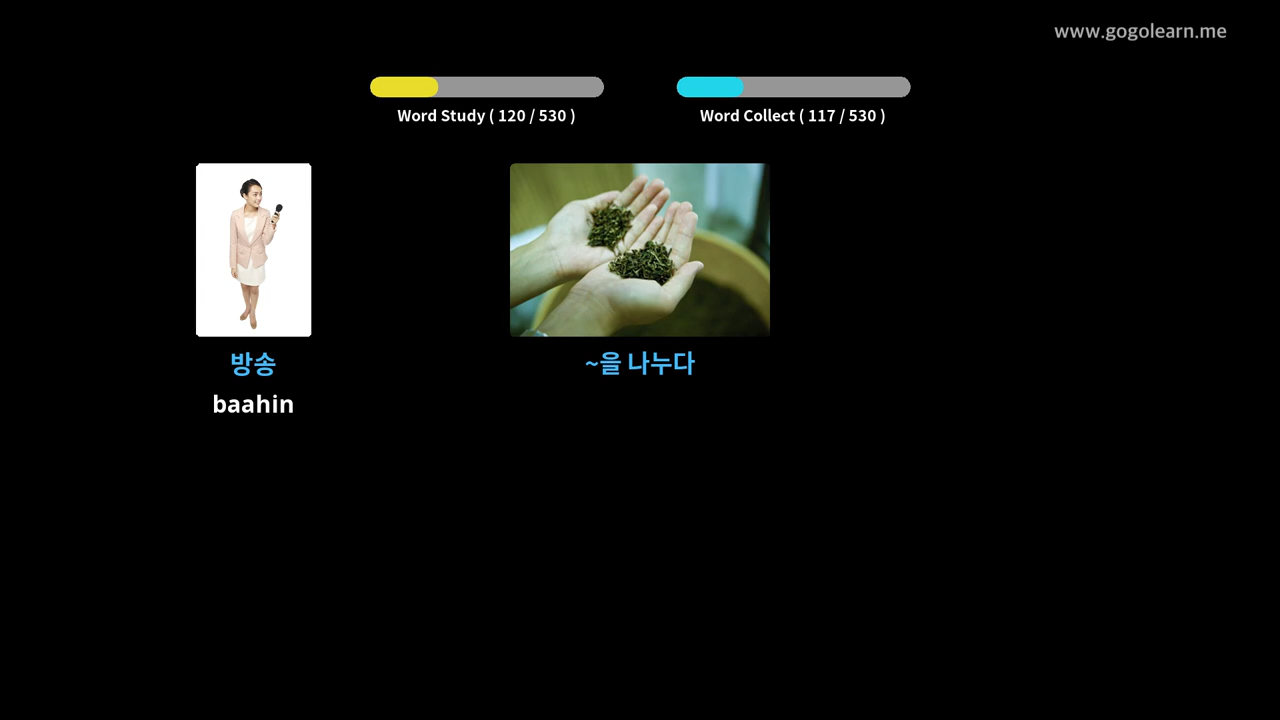 www.gogolearn.me
Word Study ( 120 / 530 )
Word Collect ( 117 / 530 )
방송
baahin
~을 나누다